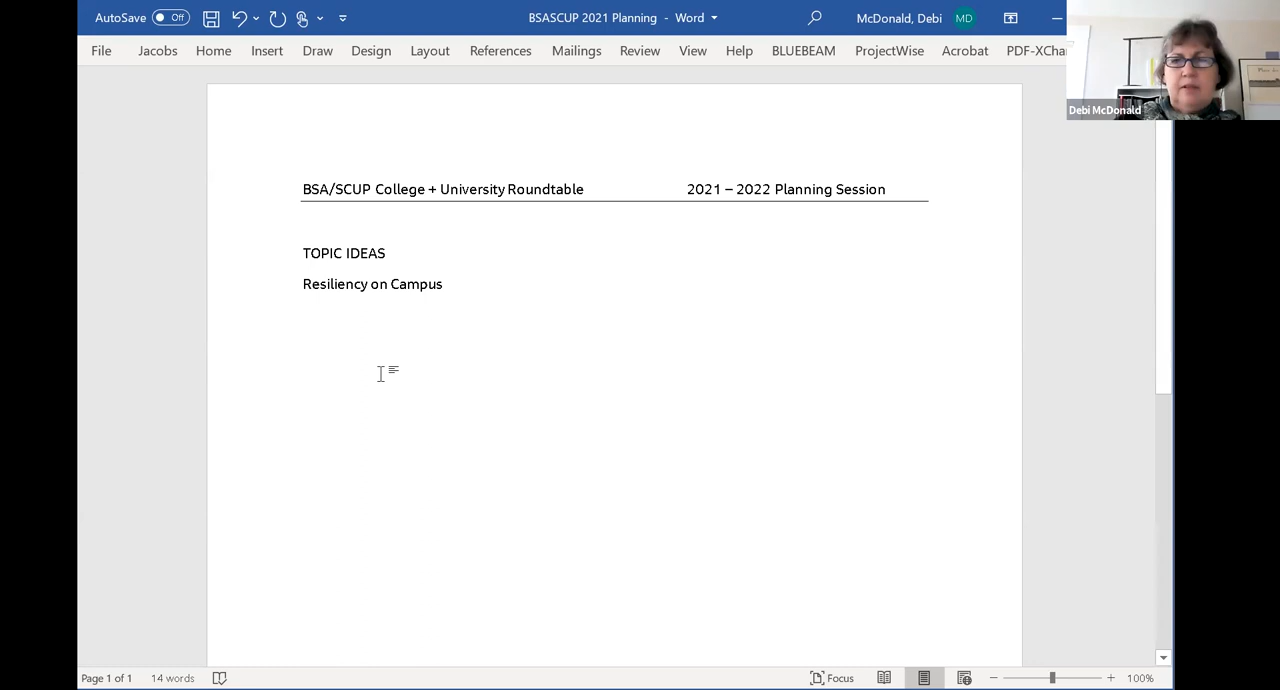 AutoSave Off BSASCUP 2021 Planning - Word McDonald, Debi MD
File Jacobs Home Insert Draw Design Layout References Mailings Review View Help BLUEBEAM ProjectWise Acrobat PDF-XCha
Debi McDonald
BSA/SCUP College + University Roundtable 2021 – 2022 Planning Session
TOPIC IDEAS
Resiliency on Campus
Page 1 of 1 14 words Focus 100%